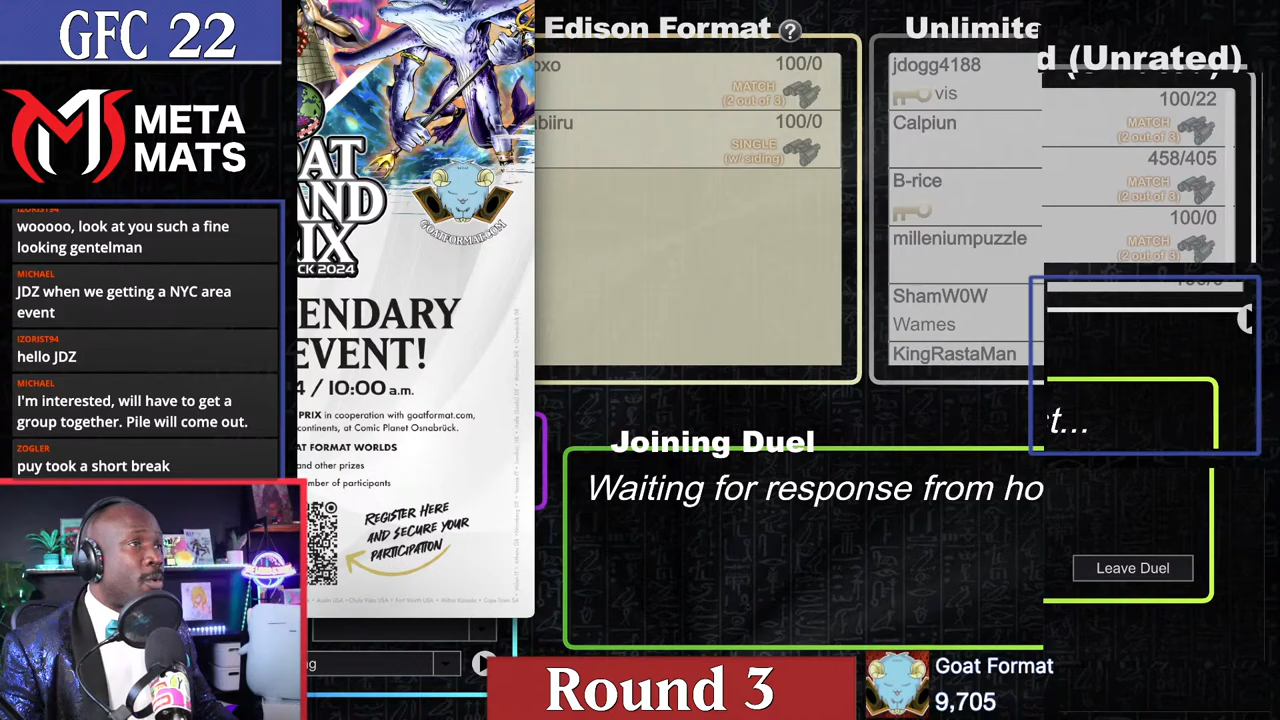 GFC 22
META
MATS
IZORIST94
wooooo, look at you such a fine
looking gentelman
MICHAEL
JDZ when we getting a NYC area
event
IZORIST94
hello JDZ
MICHAEL
I'm interested, will have to get a
group together. Pile will come out.
ZOGLER
puy took a short break
OAT
AND
IX
CK 2024
GOATFORMAT.COM
ENDARY
EVENT!
4 / 10:00 a.m.
PRIX in cooperation with goatformat.com,
continents, at Comic Planet Osnabrück.
AT FORMAT WORLDS
and other prizes
mber of participants
REGISTER HERE
AND SECURE YOUR
PARTICIPATION
Edison Format ?
oxo 100/0
MATCH
(2 out of 3)
biiru 100/0
SINGLE
(w/ siding)
Unlimite
d (Unrated)
jdogg4188
vis
Calpiun
B-rice
milleniumpuzzle
ShamW0W
Wames
KingRastaMan
100/22
MATCH
(2 out of 3)
458/405
MATCH
(2 out of 3)
100/0
MATCH
(2 out of 3)
t...
Joining Duel
Waiting for response from ho
Leave Duel
ng
Round 3
Goat Format
9,705